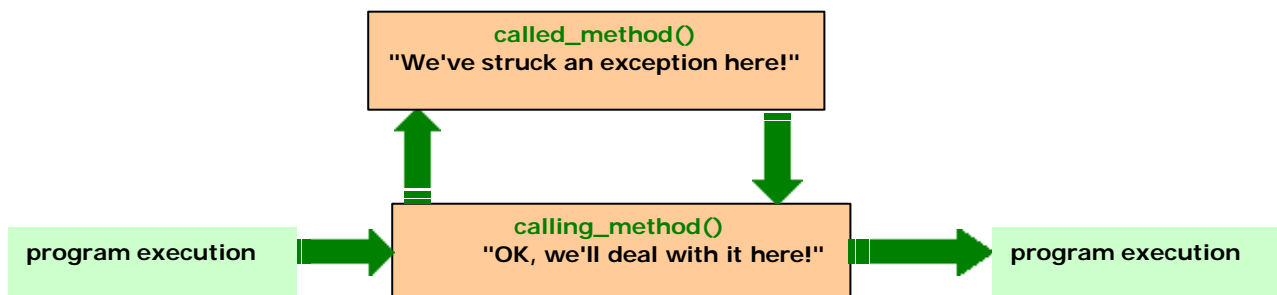 called_method()
"We've struck an exception here!"
calling_method()
"OK, we'll deal with it here!"
program execution
program execution